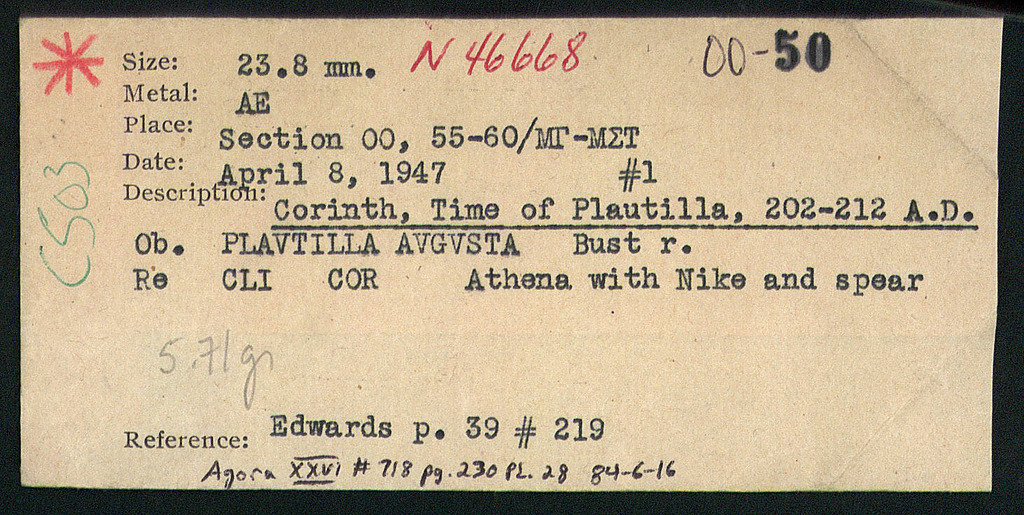 N 46668 OO-50
Size: 23.8 mm.
Metal: AE
Place: Section OO, 55-60/ΜΓ-ΜΣΤ
Date: April 8, 1947 #1
Description: Corinth, Time of Plautilla, 202-212 A.D.
Ob. PLAVTILLA AVGVSTA Bust r.
Re CLI COR Athena with Nike and spear
C503
5.71gr
Reference: Edwards p. 39 # 219
Agora XXVI # 718 pg. 230 PL. 28 84-6-16